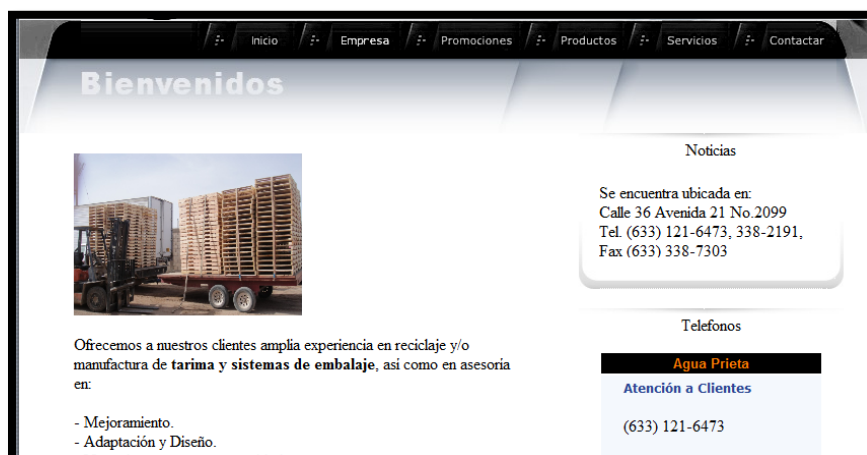 Inicio Empresa Promociones Productos Servicios Contactar
Bienvenidos
Ofrecemos a nuestros clientes amplia experiencia en reciclaje y/o
manufactura de tarima y sistemas de embalaje, asi como en asesoria
en:
- Mejoramiento.
- Adaptación y Diseño.
Noticias
Se encuentra ubicada en:
Calle 36 Avenida 21 No.2099
Tel. (633) 121-6473, 338-2191,
Fax (633) 338-7303
Telefonos
Agua Prieta
Atención a Clientes
(633) 121-6473